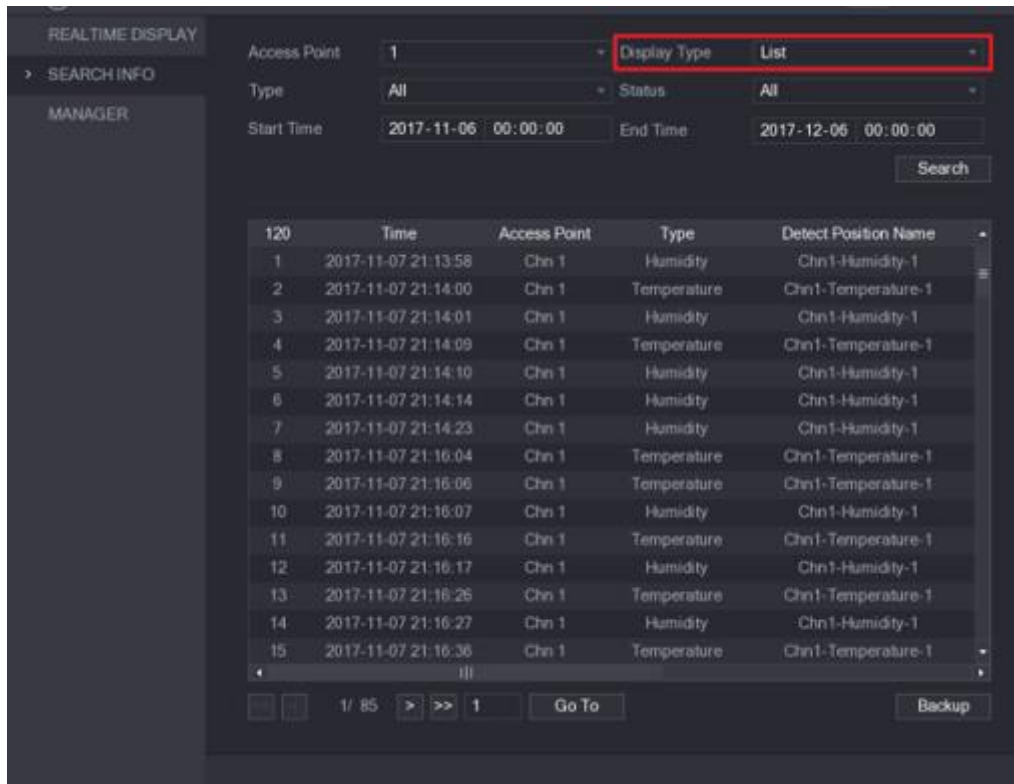 REALTIME DISPLAY
> SEARCH INFO
MANAGER
Access Point 1 Display Type List
Type All Status All
Start Time 2017-11-06 00:00:00 End Time 2017-12-06 00:00:00
Search
120 Time Access Point Type Detect Position Name
1 2017-11-07 21:13:58 Chn 1 Humidity Chn1-Humidity-1
2 2017-11-07 21:14:00 Chn 1 Temperature Chn1-Temperature-1
3 2017-11-07 21:14:01 Chn 1 Humidity Chn1-Humidity-1
4 2017-11-07 21:14:09 Chn 1 Temperature Chn1-Temperature-1
5 2017-11-07 21:14:10 Chn 1 Humidity Chn1-Humidity-1
6 2017-11-07 21:14:14 Chn 1 Humidity Chn1-Humidity-1
7 2017-11-07 21:14:23 Chn 1 Humidity Chn1-Humidity-1
8 2017-11-07 21:16:04 Chn 1 Temperature Chn1-Temperature-1
9 2017-11-07 21:16:06 Chn 1 Temperature Chn1-Temperature-1
10 2017-11-07 21:16:07 Chn 1 Humidity Chn1-Humidity-1
11 2017-11-07 21:16:16 Chn 1 Temperature Chn1-Temperature-1
12 2017-11-07 21:16:17 Chn 1 Humidity Chn1-Humidity-1
13 2017-11-07 21:16:26 Chn 1 Temperature Chn1-Temperature-1
14 2017-11-07 21:16:27 Chn 1 Humidity Chn1-Humidity-1
15 2017-11-07 21:16:36 Chn 1 Temperature Chn1-Temperature-1
1/ 85 > >> 1 Go To Backup